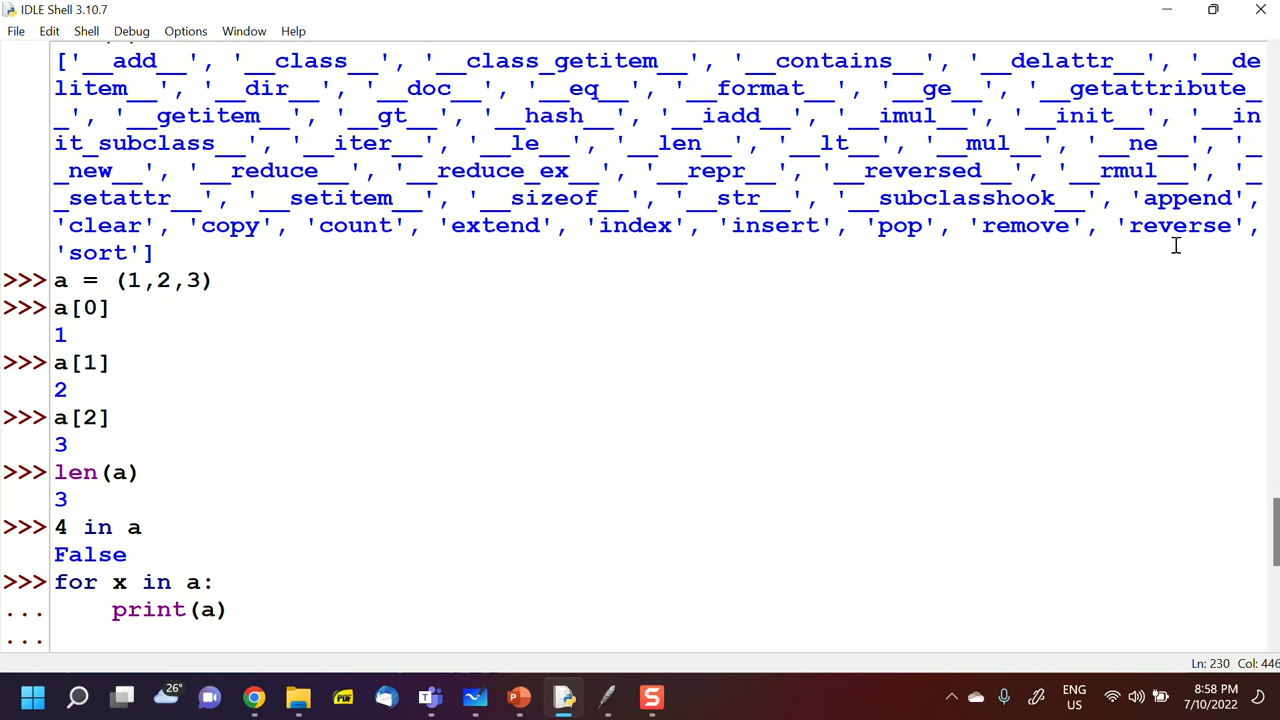 IDLE Shell 3.10.7
File Edit Shell Debug Options Window Help
['__add__', '__class__', '__class_getitem__', '__contains__', '__delattr__', '__de
litem__', '__dir__', '__doc__', '__eq__', '__format__', '__ge__', '__getattribute_
_', '__getitem__', '__gt__', '__hash__', '__iadd__', '__imul__', '__init__', '__in
it_subclass__', '__iter__', '__le__', '__len__', '__lt__', '__mul__', '__ne__', '_
_new__', '__reduce__', '__reduce_ex__', '__repr__', '__reversed__', '__rmul__', '_
_setattr__', '__setitem__', '__sizeof__', '__str__', '__subclasshook__', 'append',
'clear', 'copy', 'count', 'extend', 'index', 'insert', 'pop', 'remove', 'reverse',
'sort']
>>> a = (1,2,3)
>>> a[0]
1
>>> a[1]
2
>>> a[2]
3
>>> len(a)
3
>>> 4 in a
False
>>> for x in a:
...     print(a)
...
Ln: 230 Col: 446
26°
PDF
ENG
US
8:58 PM
7/10/2022